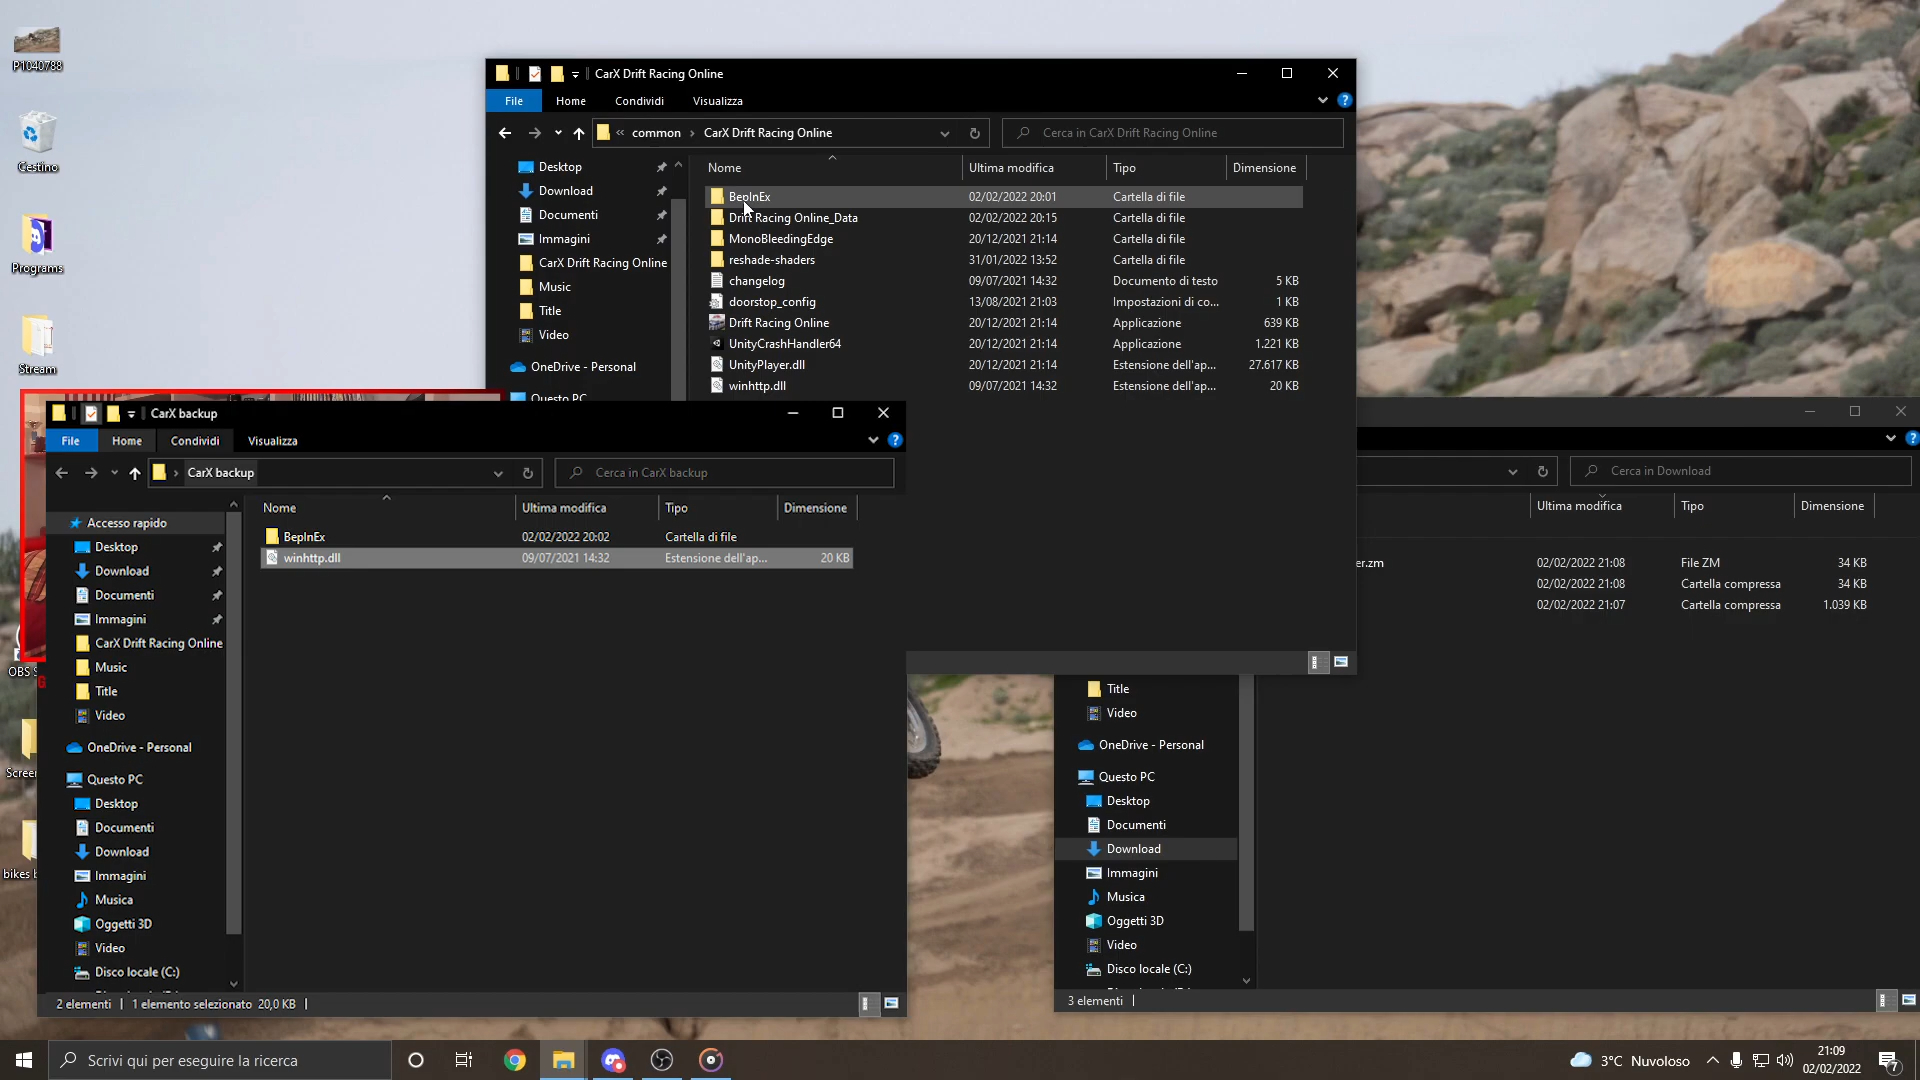 P1040788
Cestino
Programs
Stream
OBS S
G
Screen
bikes b
CarX Drift Racing Online
File Home Condividi Visualizza
« common › CarX Drift Racing Online
Cerca in CarX Drift Racing Online
Desktop
Download
Documenti
Immagini
CarX Drift Racing Online
Music
Title
Video
OneDrive - Personal
Questo PC
Nome Ultima modifica Tipo Dimensione
BepInEx 02/02/2022 20:01 Cartella di file
Drift Racing Online_Data 02/02/2022 20:15 Cartella di file
MonoBleedingEdge 20/12/2021 21:14 Cartella di file
reshade-shaders 31/01/2022 13:52 Cartella di file
changelog 09/07/2021 14:32 Documento di testo 5 KB
doorstop_config 13/08/2021 21:03 Impostazioni di co... 1 KB
Drift Racing Online 20/12/2021 21:14 Applicazione 639 KB
UnityCrashHandler64 20/12/2021 21:14 Applicazione 1.221 KB
UnityPlayer.dll 20/12/2021 21:14 Estensione dell'ap... 27.617 KB
winhttp.dll 09/07/2021 14:32 Estensione dell'ap... 20 KB
CarX backup
File Home Condividi Visualizza
› CarX backup
Cerca in CarX backup
Accesso rapido
Desktop
Download
Documenti
Immagini
CarX Drift Racing Online
Music
Title
Video
OneDrive - Personal
Questo PC
Desktop
Documenti
Download
Immagini
Musica
Oggetti 3D
Video
Disco locale (C:)
Nome Ultima modifica Tipo Dimensione
BepInEx 02/02/2022 20:02 Cartella di file
winhttp.dll 09/07/2021 14:32 Estensione dell'ap... 20 KB
2 elementi 1 elemento selezionato 20,0 KB
Cerca in Download
Ultima modifica Tipo Dimensione
er.zm 02/02/2022 21:08 File ZM 34 KB
02/02/2022 21:08 Cartella compressa 34 KB
02/02/2022 21:07 Cartella compressa 1.039 KB
Title
Video
OneDrive - Personal
Questo PC
Desktop
Documenti
Download
Immagini
Musica
Oggetti 3D
Video
Disco locale (C:)
3 elementi
Scrivi qui per eseguire la ricerca
3°C Nuvoloso
21:09
02/02/2022
7